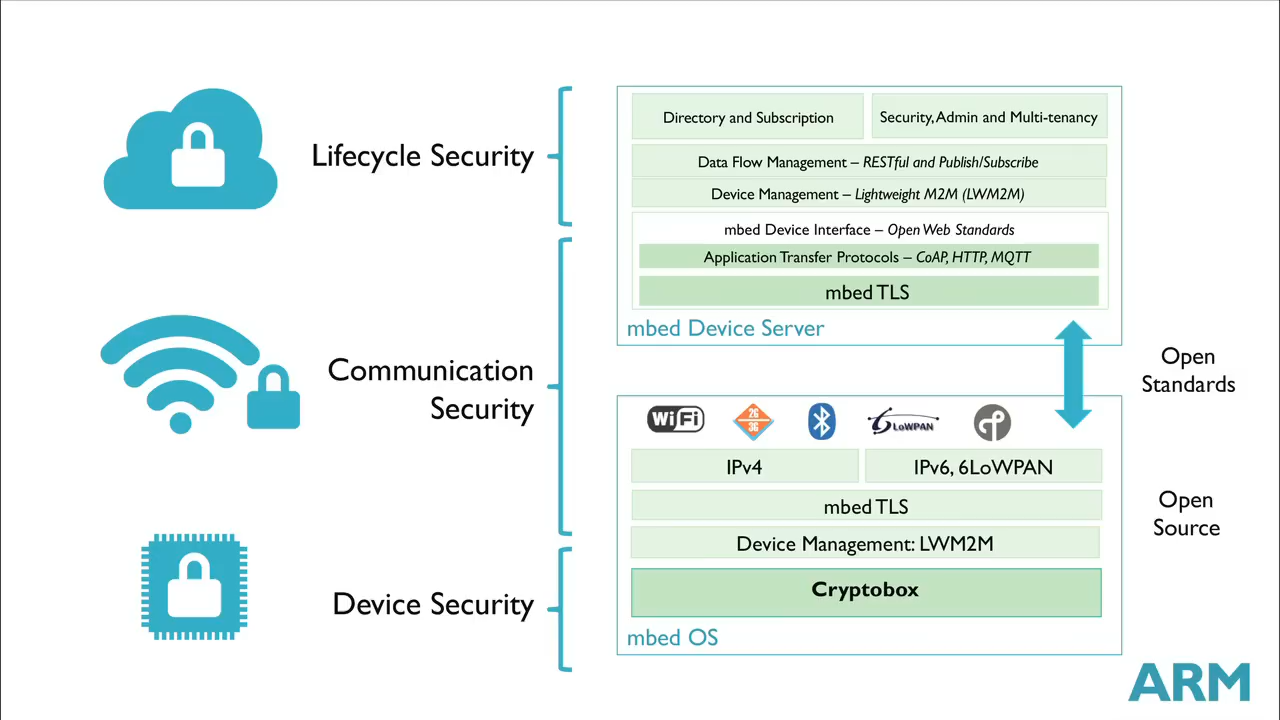 Lifecycle Security
Communication
Security
Device Security
Directory and Subscription
Security, Admin and Multi-tenancy
Data Flow Management – RESTful and Publish/Subscribe
Device Management – Lightweight M2M (LWM2M)
mbed Device Interface – Open Web Standards
Application Transfer Protocols – CoAP, HTTP, MQTT
mbed TLS
mbed Device Server
Open
Standards
WiFi
2G
3G
6LoWPAN
IPv4
IPv6, 6LoWPAN
mbed TLS
Device Management: LWM2M
Cryptobox
mbed OS
Open
Source
ARM